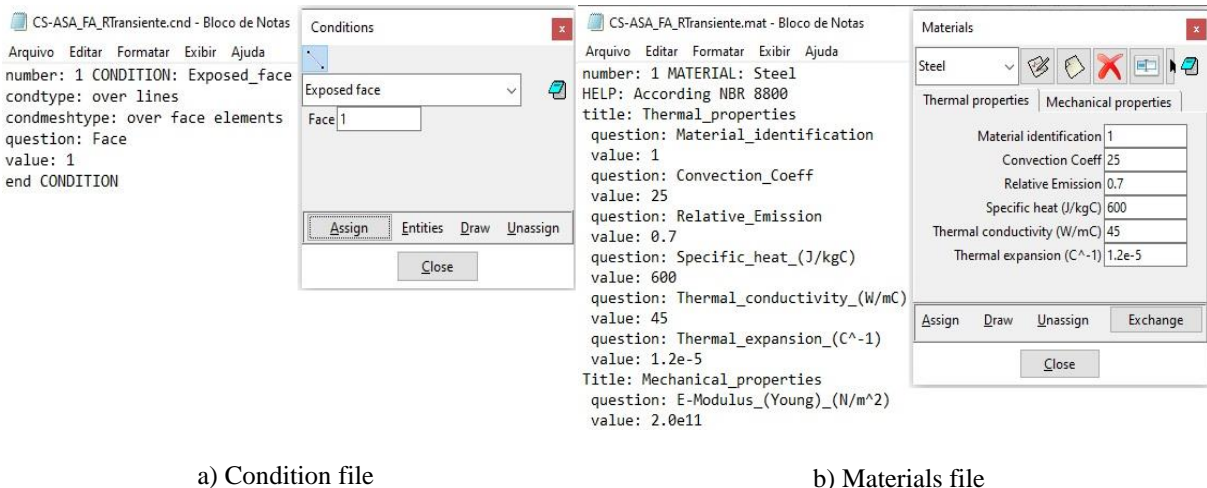 CS-ASA_FA_RTransiente.cnd - Bloco de Notas
Arquivo Editar Formatar Exibir Ajuda
number: 1 CONDITION: Exposed_face
condtype: over lines
condmeshtype: over face elements
question: Face
value: 1
end CONDITION
Conditions
x
Exposed face
Face 1
Assign Entities Draw Unassign
Close
a) Condition file
CS-ASA_FA_RTransiente.mat - Bloco de Notas
Arquivo Editar Formatar Exibir Ajuda
number: 1 MATERIAL: Steel
HELP: According NBR 8800
title: Thermal_properties
question: Material_identification
value: 1
question: Convection_Coeff
value: 25
question: Relative_Emission
value: 0.7
question: Specific_heat_(J/kgC)
value: 600
question: Thermal_conductivity_(W/mC)
value: 45
question: Thermal_expansion_(C^-1)
value: 1.2e-5
Title: Mechanical_properties
question: E-Modulus_(Young)_(N/m^2)
value: 2.0e11
Materials
x
Steel
Thermal properties Mechanical properties
Material identification 1
Convection Coeff 25
Relative Emission 0.7
Specific heat (J/kgC) 600
Thermal conductivity (W/mC) 45
Thermal expansion (C^-1) 1.2e-5
Assign Draw Unassign Exchange
Close
b) Materials file